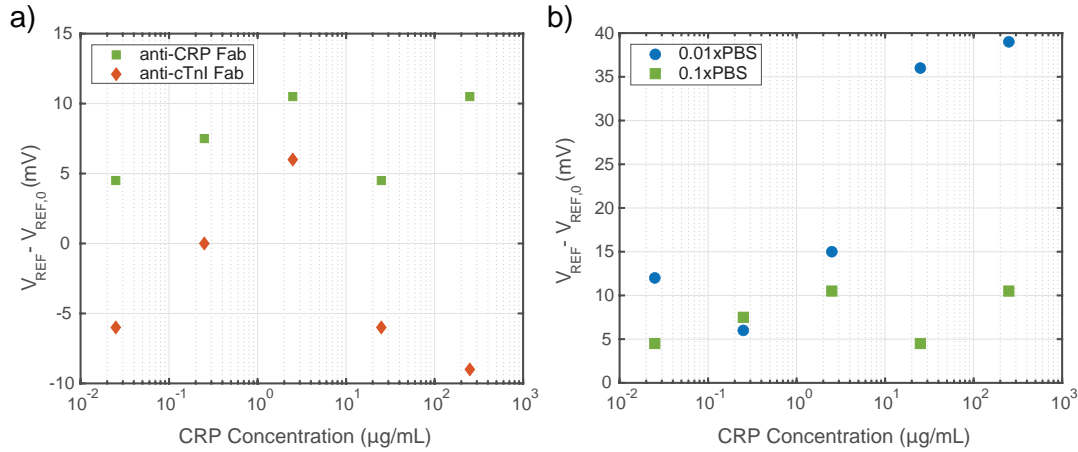 a)
anti-CRP Fab
anti-cTnI Fab
15
10
5
0
-5
-10
V_REF - V_REF,0 (mV)
10^-2 10^-1 10^0 10^1 10^2 10^3
CRP Concentration (µg/mL)
b)
0.01xPBS
0.1xPBS
40
35
30
25
20
15
10
5
0
V_REF - V_REF,0 (mV)
10^-2 10^-1 10^0 10^1 10^2 10^3
CRP Concentration (µg/mL)